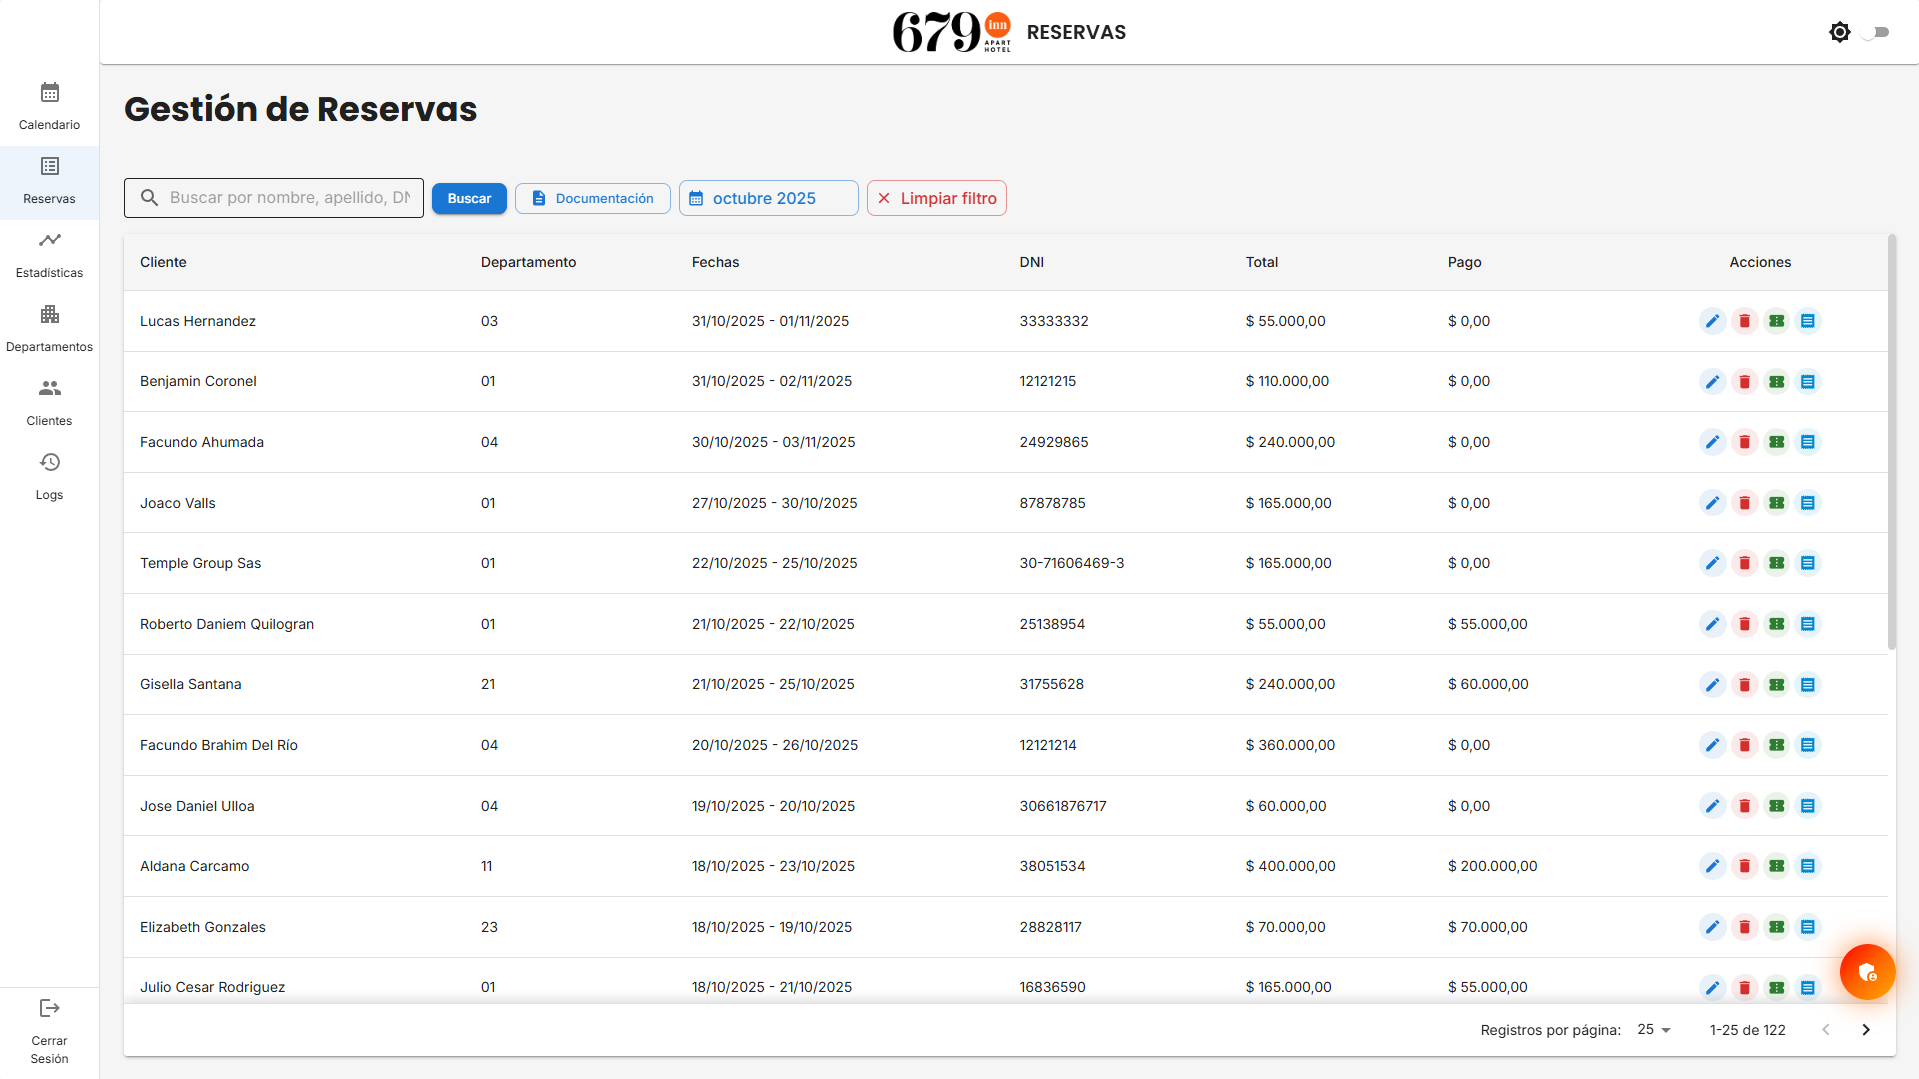 679 inn APART HOTEL RESERVAS
Calendario
Reservas
Estadísticas
Departamentos
Clientes
Logs
Cerrar Sesión
Gestión de Reservas
Buscar por nombre, apellido, DN Buscar Documentación octubre 2025 Limpiar filtro
Cliente Departamento Fechas DNI Total Pago Acciones
Lucas Hernandez 03 31/10/2025 - 01/11/2025 33333332 $ 55.000,00 $ 0,00
Benjamin Coronel 01 31/10/2025 - 02/11/2025 12121215 $ 110.000,00 $ 0,00
Facundo Ahumada 04 30/10/2025 - 03/11/2025 24929865 $ 240.000,00 $ 0,00
Joaco Valls 01 27/10/2025 - 30/10/2025 87878785 $ 165.000,00 $ 0,00
Temple Group Sas 01 22/10/2025 - 25/10/2025 30-71606469-3 $ 165.000,00 $ 0,00
Roberto Daniem Quilogran 01 21/10/2025 - 22/10/2025 25138954 $ 55.000,00 $ 55.000,00
Gisella Santana 21 21/10/2025 - 25/10/2025 31755628 $ 240.000,00 $ 60.000,00
Facundo Brahim Del Río 04 20/10/2025 - 26/10/2025 12121214 $ 360.000,00 $ 0,00
Jose Daniel Ulloa 04 19/10/2025 - 20/10/2025 30661876717 $ 60.000,00 $ 0,00
Aldana Carcamo 11 18/10/2025 - 23/10/2025 38051534 $ 400.000,00 $ 200.000,00
Elizabeth Gonzales 23 18/10/2025 - 19/10/2025 28828117 $ 70.000,00 $ 70.000,00
Julio Cesar Rodriguez 01 18/10/2025 - 21/10/2025 16836590 $ 165.000,00 $ 55.000,00
Registros por página: 25 1-25 de 122